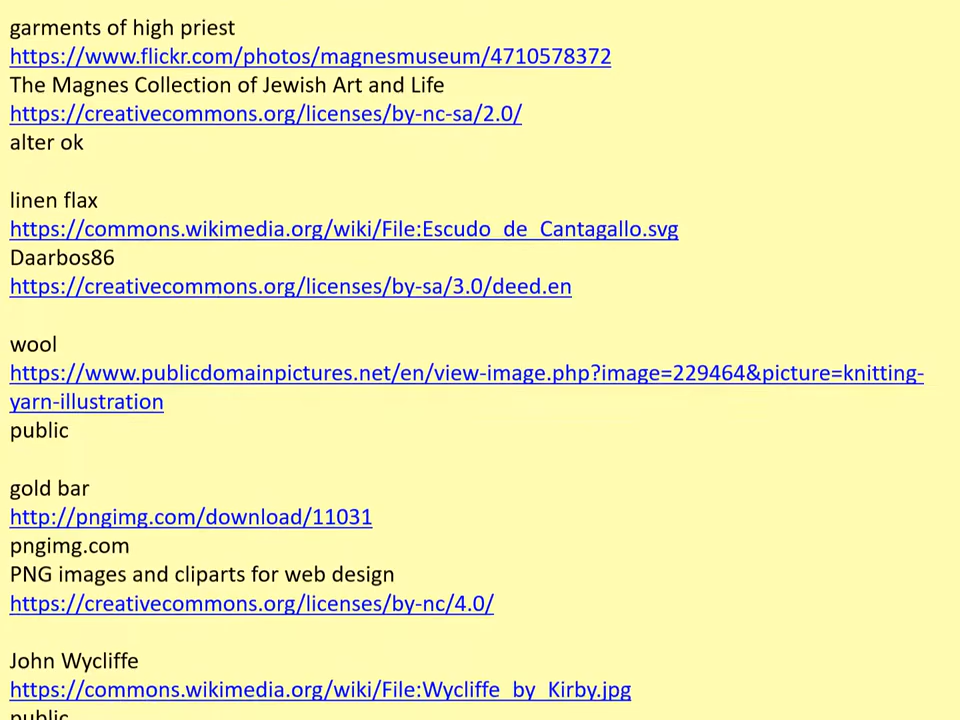 garments of high priest
https://www.flickr.com/photos/magnesmuseum/4710578372
The Magnes Collection of Jewish Art and Life
https://creativecommons.org/licenses/by-nc-sa/2.0/
alter ok
linen flax
https://commons.wikimedia.org/wiki/File:Escudo_de_Cantagallo.svg
Daarbos86
https://creativecommons.org/licenses/by-sa/3.0/deed.en
wool
https://www.publicdomainpictures.net/en/view-image.php?image=229464&picture=knitting-
yarn-illustration
public
gold bar
http://pngimg.com/download/11031
pngimg.com
PNG images and cliparts for web design
https://creativecommons.org/licenses/by-nc/4.0/
John Wycliffe
https://commons.wikimedia.org/wiki/File:Wycliffe_by_Kirby.jpg
public